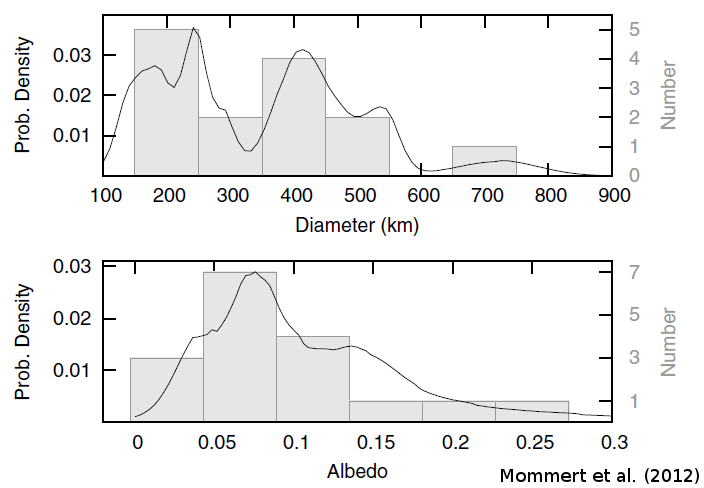 Prob. Density
0.03
0.02
0.01
5
4
3
2
1
0
Number
100 200 300 400 500 600 700 800 900
Diameter (km)
Prob. Density
0.03
0.02
0.01
7
5
3
1
Number
0 0.05 0.1 0.15 0.2 0.25 0.3
Albedo
Mommert et al. (2012)